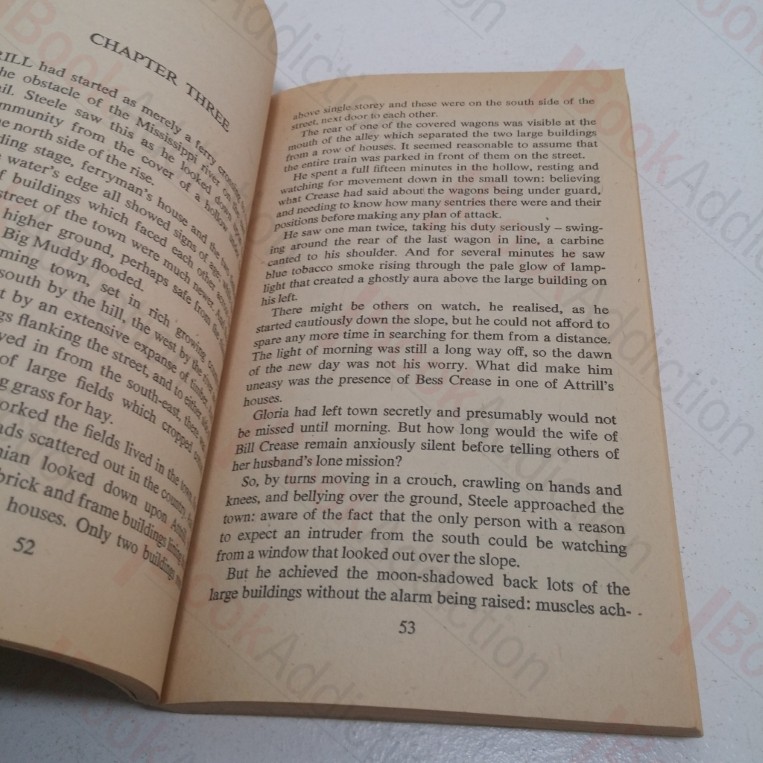 CHAPTER THREE
RILL had started as merely a ferry crossing
he obstacle of the Mississippi river on
ail. Steele saw this as he looked down
mmunity from the cover of a hollow
e north side of the rise.
ding stage, ferryman's house and the
water's edge all showed signs of age,
f buildings which faced each other
street of the town were much newer. And
higher ground, perhaps safe from the
Big Muddy flooded.
ming town, set in rich growing
south by the hill, the west by the river
t by an extensive expanse of timber
gs flanking the street, and to either side
ved in from the south-east, there
of large fields which cropped
ng grass for hay.
orked the fields lived in the town,
ads scattered out in the country.
nian looked down upon
brick and frame buildings lining
houses. Only two buildings
52
above single storey and these were on the south side of the
street, next door to each other.
The rear of one of the covered wagons was visible at the
mouth of the alley which separated the two large buildings
from a row of houses. It seemed reasonable to assume that
the entire train was parked in front of them on the street.
He spent a full fifteen minutes in the hollow, resting and
watching for movement down in the small town: believing
what Crease had said about the wagons being under guard,
and needing to know how many sentries there were and their
positions before making any plan of attack.
He saw one man twice, taking his duty seriously – swing-
ing around the rear of the last wagon in line, a carbine
canted to his shoulder. And for several minutes he saw
blue tobacco smoke rising through the pale glow of lamp-
light that created a ghostly aura above the large building on
his left.
There might be others on watch, he realised, as he
started cautiously down the slope, but he could not afford to
spare any more time in searching for them from a distance.
The light of morning was still a long way off, so the dawn
of the new day was not his worry. What did make him
uneasy was the presence of Bess Crease in one of Attrill's
houses.
Gloria had left town secretly and presumably would not
be missed until morning. But how long would the wife of
Bill Crease remain anxiously silent before telling others of
her husband's lone mission?
So, by turns moving in a crouch, crawling on hands and
knees, and bellying over the ground, Steele approached the
town: aware of the fact that the only person with a reason
to expect an intruder from the south could be watching
from a window that looked out over the slope.
But he achieved the moon-shadowed back lots of the
large buildings without the alarm being raised: muscles ach-
53
Book Addiction